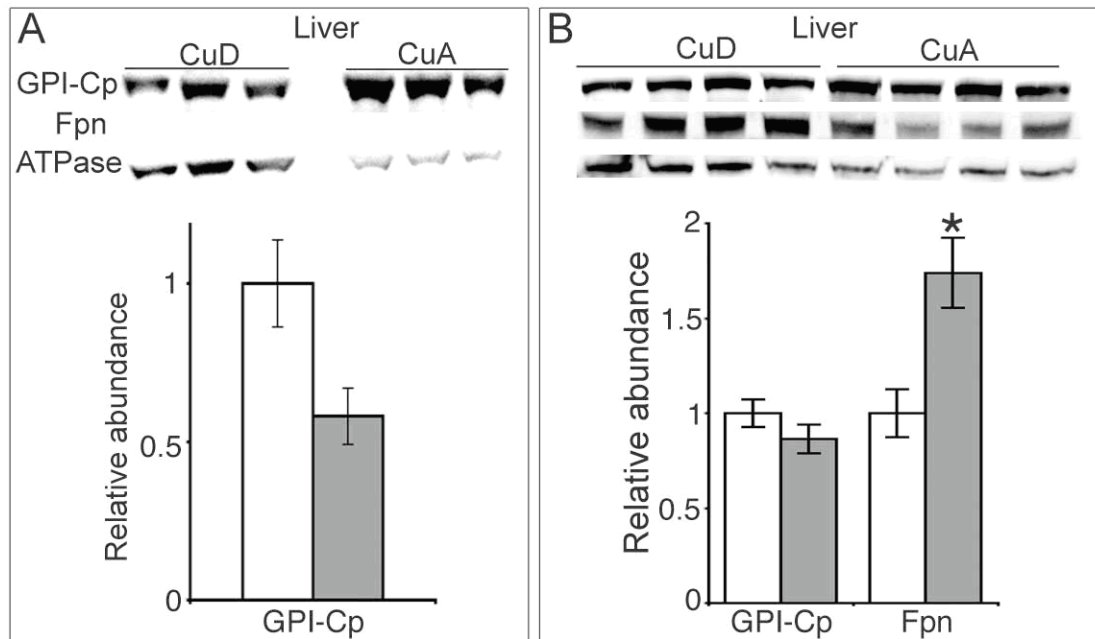 A
Liver
CuD CuA
GPI-Cp
Fpn
ATPase
Relative abundance
1
0.5
0
GPI-Cp
B
Liver
CuD CuA
Relative abundance
2
1.5
1
0.5
0
*
GPI-Cp Fpn